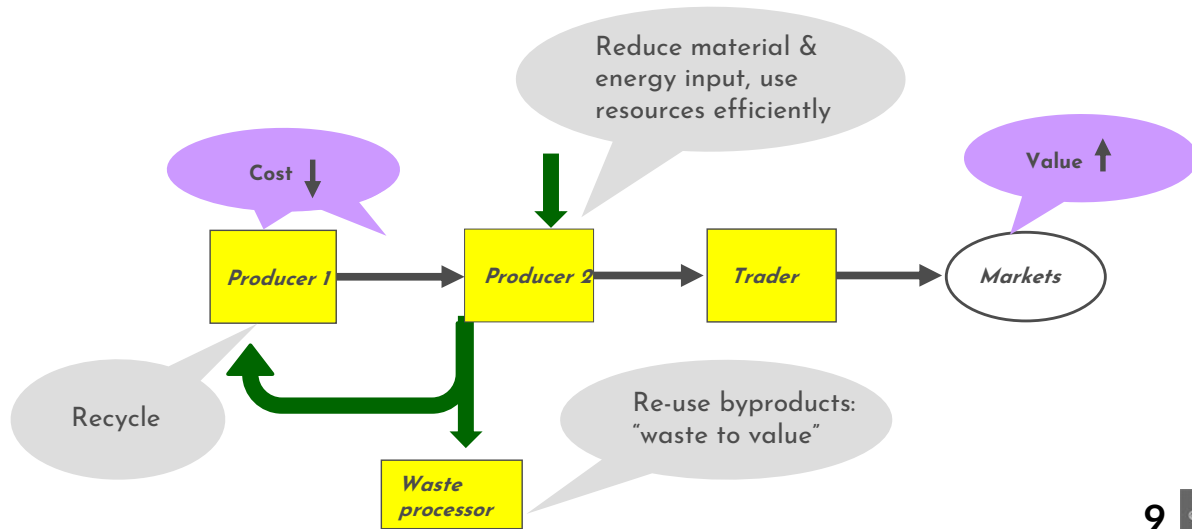 Reduce material &
energy input, use
resources efficiently
Cost
Value
Producer 1
Producer 2
Trader
Markets
Recycle
Re-use byproducts:
“waste to value”
Waste
processor
9